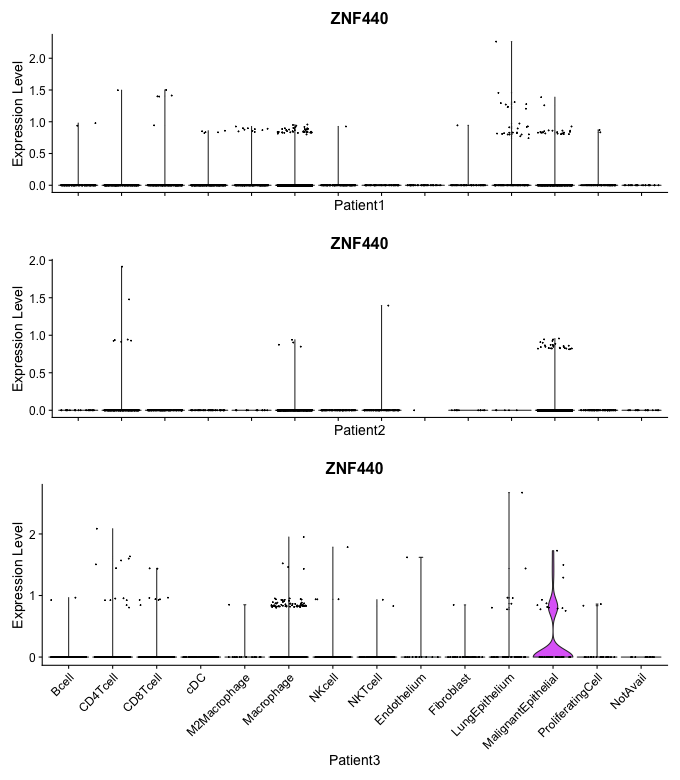 ZNF440
Expression Level
2.0
1.5
1.0
0.5
0.0
Patient1
ZNF440
Expression Level
2.0
1.5
1.0
0.5
0.0
Patient2
ZNF440
Expression Level
2
1
0
Bcell
CD4Tcell
CD8Tcell
cDC
M2Macrophage
Macrophage
NKcell
NKTcell
Endothelium
Fibroblast
LungEpithelium
MalignantEpithelial
ProliferatingCell
NotAvail
Patient3